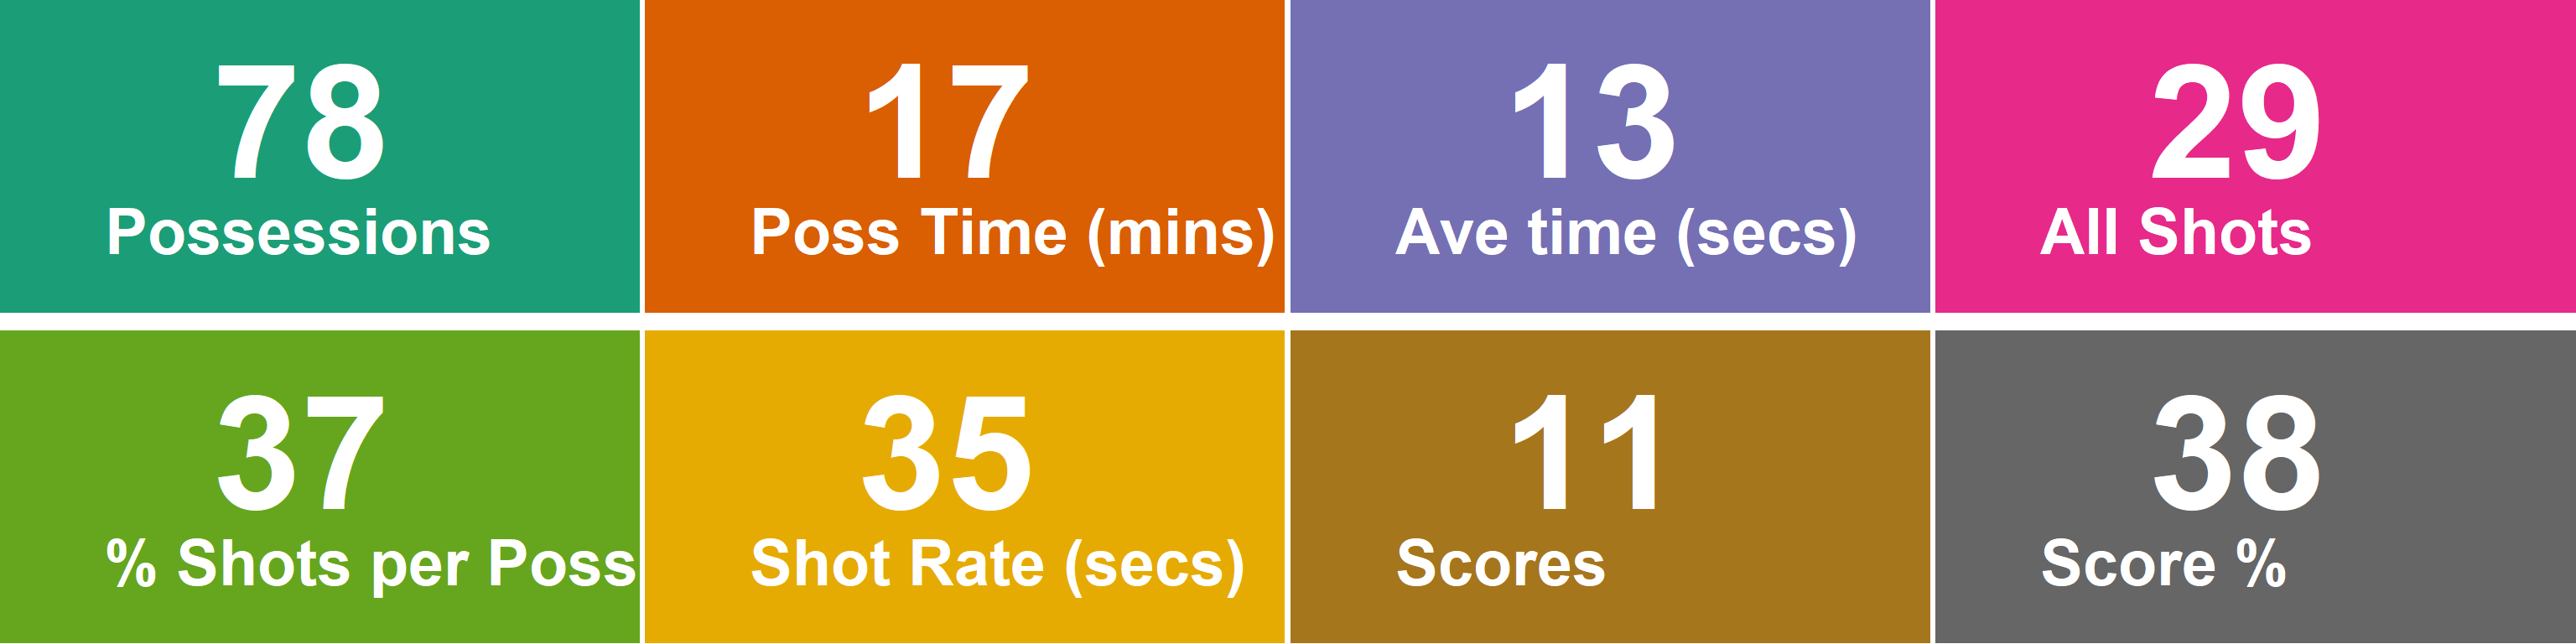 78
Possessions
17
Poss Time (mins)
13
Ave time (secs)
29
All Shots
37
% Shots per Poss
35
Shot Rate (secs)
11
Scores
38
Score %